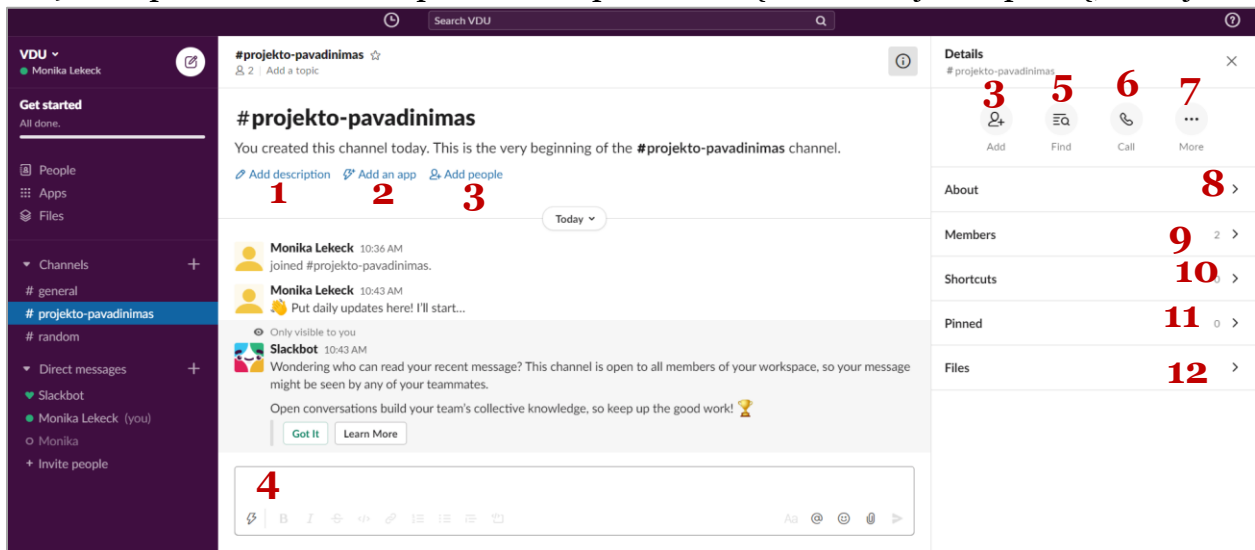 Search VDU
VDU
Monika Lekeck
Get started
All done.
People
Apps
Files
Channels
# general
# projekto-pavadinimas
# random
Direct messages
Slackbot
Monika Lekeck (you)
Monika
+ Invite people
#projekto-pavadinimas
2 | Add a topic
#projekto-pavadinimas
You created this channel today. This is the very beginning of the #projekto-pavadinimas channel.
Add description Add an app Add people
1 2 3
Today
Monika Lekeck 10:36 AM
joined #projekto-pavadinimas.
Monika Lekeck 10:43 AM
Put daily updates here! I'll start...
Only visible to you
Slackbot 10:43 AM
Wondering who can read your recent message? This channel is open to all members of your workspace, so your message
might be seen by any of your teammates.
Open conversations build your team's collective knowledge, so keep up the good work!
Got It Learn More
4
B I S </> Aa @
Details
#projekto-pavadinimas
3 5 6 7
Add Find Call More
About 8
Members 9 2
Shortcuts 10
Pinned 11 0
Files 12